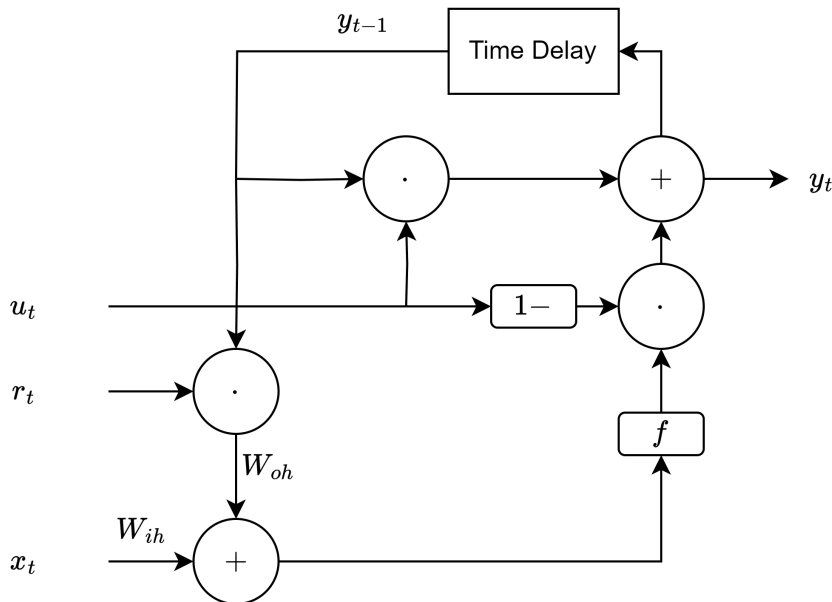 y_{t-1}
Time Delay
·
+
y_t
u_t
1-
·
r_t
·
f
W_{oh}
W_{ih}
x_t
+